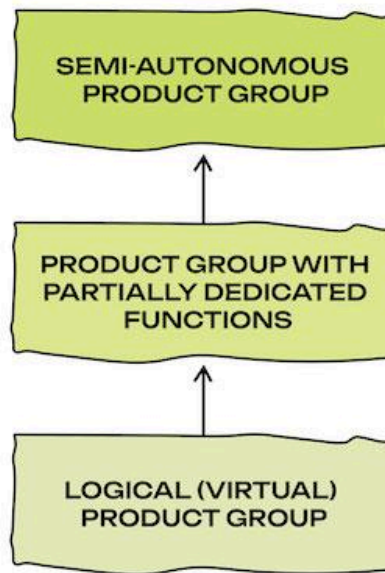 SEMI-AUTONOMOUS
PRODUCT GROUP
PRODUCT GROUP WITH
PARTIALLY DEDICATED
FUNCTIONS
LOGICAL (VIRTUAL)
PRODUCT GROUP